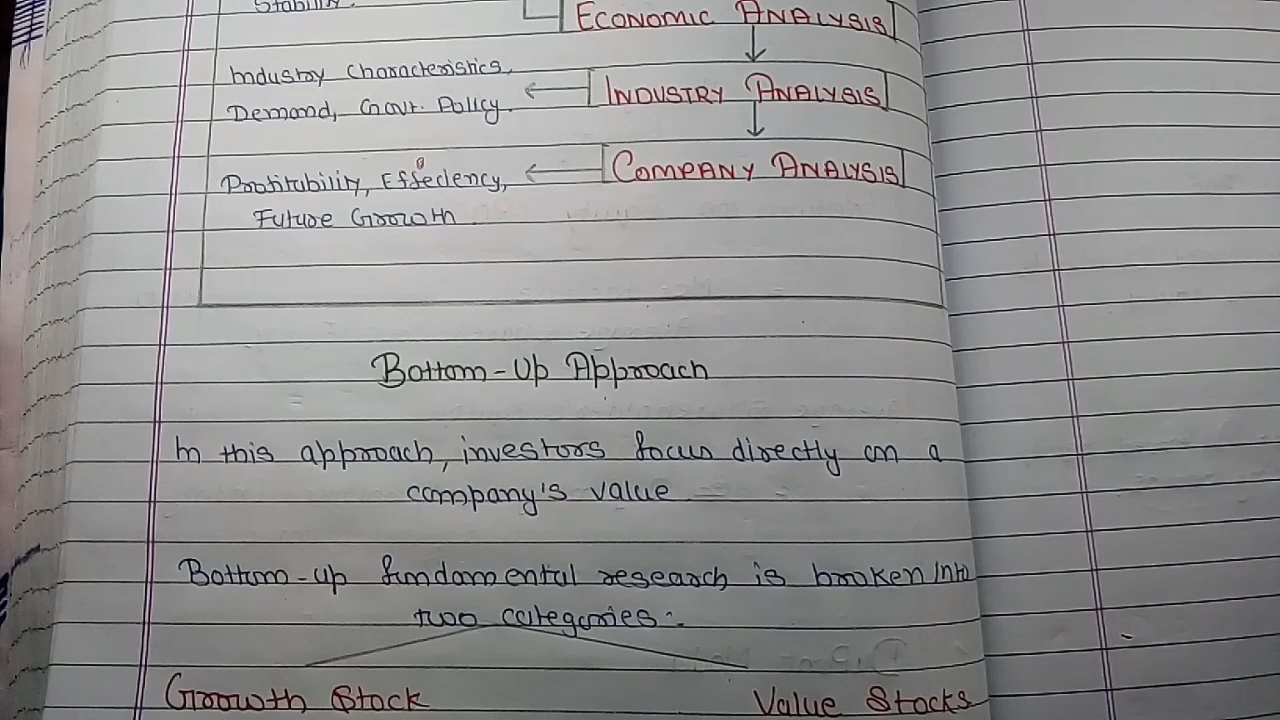 Stability.
ECONOMIC ANALYSIS
Industry Characteristics,
Demand, Govt. Policy.
INDUSTRY ANALYSIS
Profitability, Effeciency,
Future Growth
COMPANY ANALYSIS
Bottom-Up Approach
In this approach, investors focus directly on a
company's value
Bottom-up fundamental research is broken into
two categories:-
Growth Stock
Value Stocks